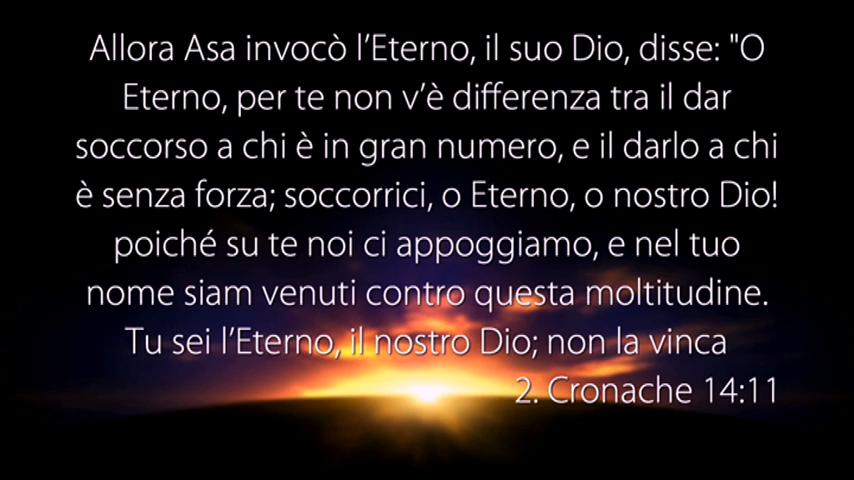 Allora Asa invocò l’Eterno, il suo Dio, disse: "O
Eterno, per te non v’è differenza tra il dar
soccorso a chi è in gran numero, e il darlo a chi
è senza forza; soccorrici, o Eterno, o nostro Dio!
poiché su te noi ci appoggiamo, e nel tuo
nome siam venuti contro questa moltitudine.
Tu sei l’Eterno, il nostro Dio; non la vinca
2. Cronache 14:11